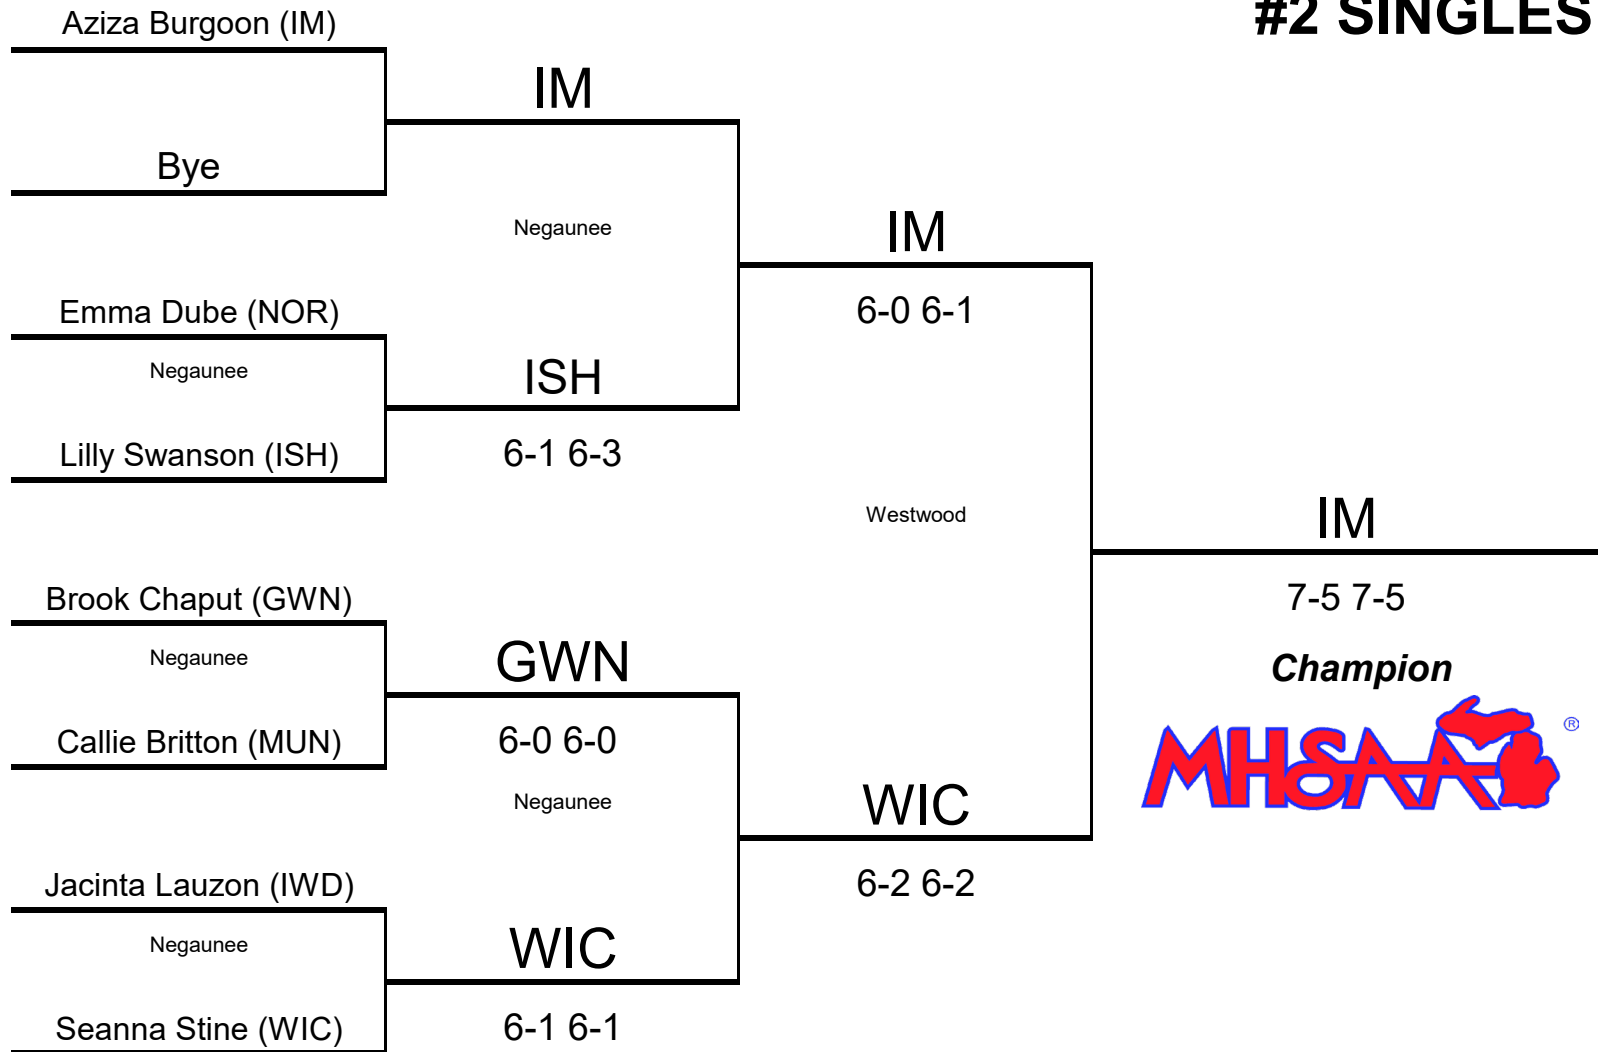 #2 SINGLES
Aziza Burgoon (IM)
IM
Bye
Negaunee
IM
Emma Dube (NOR)
6-0 6-1
Negaunee
ISH
Lilly Swanson (ISH)
6-1 6-3
Westwood
IM
Brook Chaput (GWN)
7-5 7-5
Negaunee
GWN
Champion
Callie Britton (MUN)
6-0 6-0
MHSAA ®
Negaunee
WIC
Jacinta Lauzon (IWD)
6-2 6-2
Negaunee
WIC
Seanna Stine (WIC)
6-1 6-1